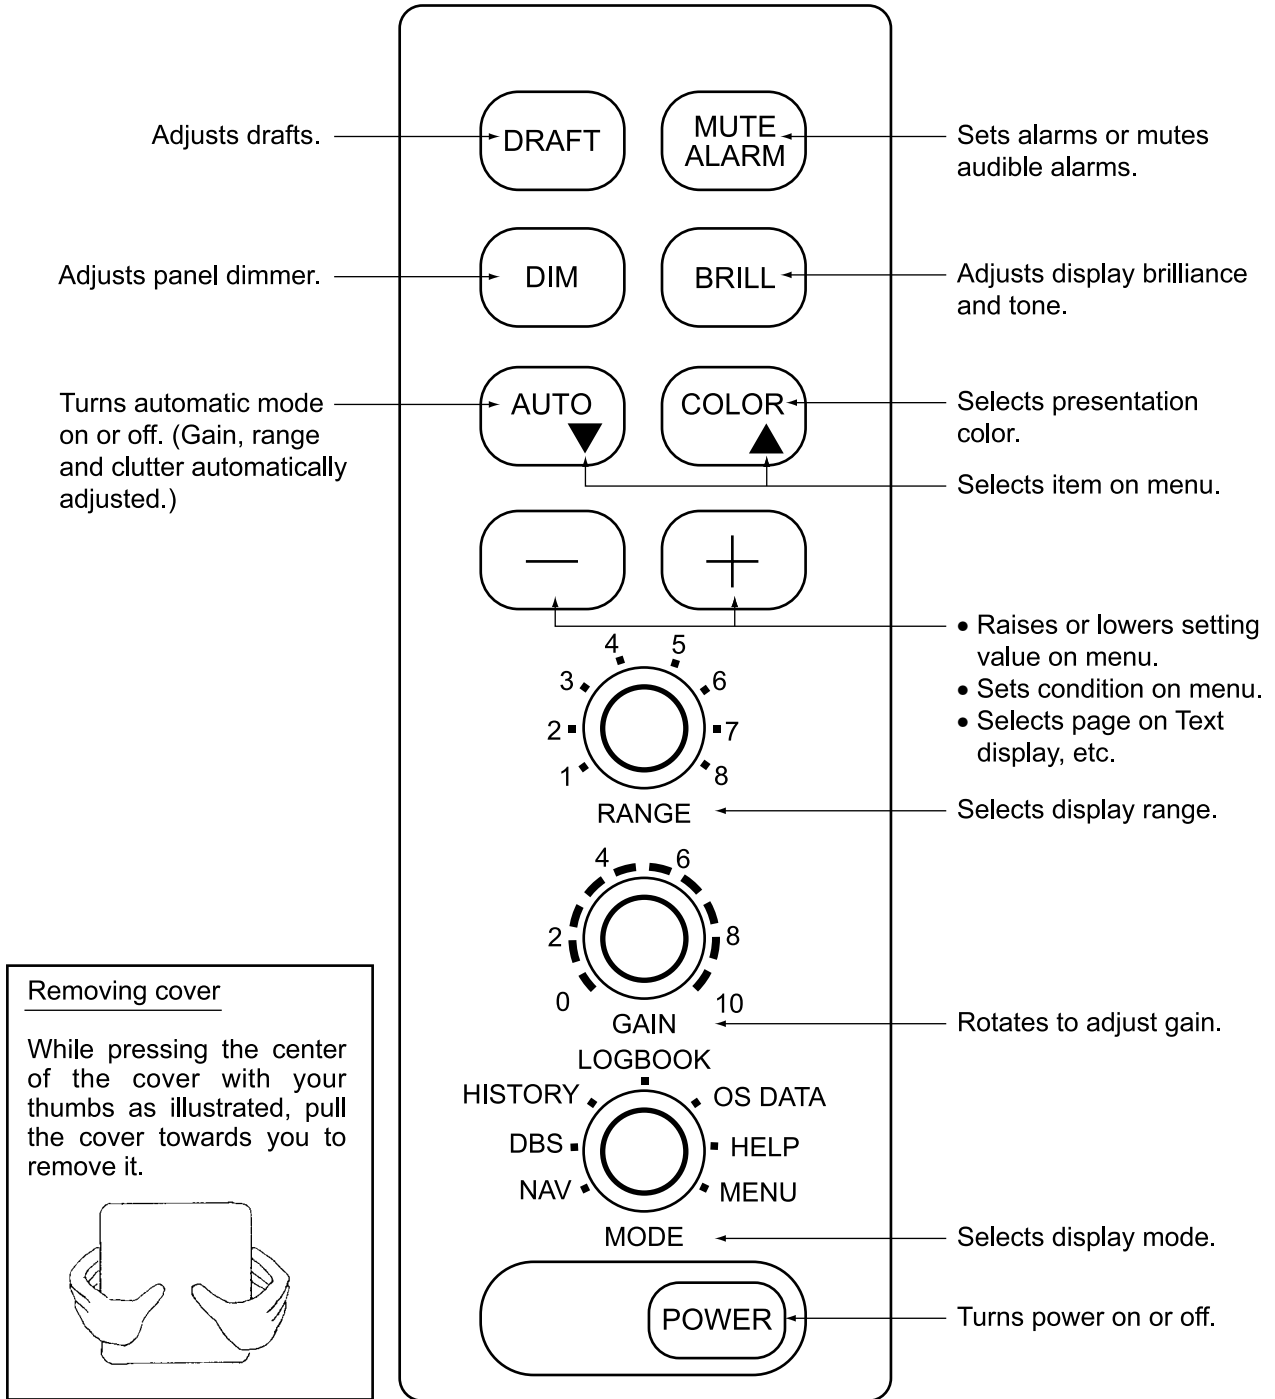 Adjusts drafts.
DRAFT
MUTE
ALARM
Sets alarms or mutes
audible alarms.
Adjusts panel dimmer.
DIM
BRILL
Adjusts display brilliance
and tone.
Turns automatic mode
on or off. (Gain, range
and clutter automatically
adjusted.)
AUTO
▼
COLOR
▲
Selects presentation
color.
Selects item on menu.
—
+
• Raises or lowers setting
value on menu.
• Sets condition on menu.
• Selects page on Text
display, etc.
4 5
3 6
2 7
1 8
RANGE
Selects display range.
4 6
2 8
0 10
GAIN
Rotates to adjust gain.
LOGBOOK
HISTORY OS DATA
DBS HELP
NAV MENU
MODE
Selects display mode.
POWER
Turns power on or off.
Removing cover
While pressing the center
of the cover with your
thumbs as illustrated, pull
the cover towards you to
remove it.